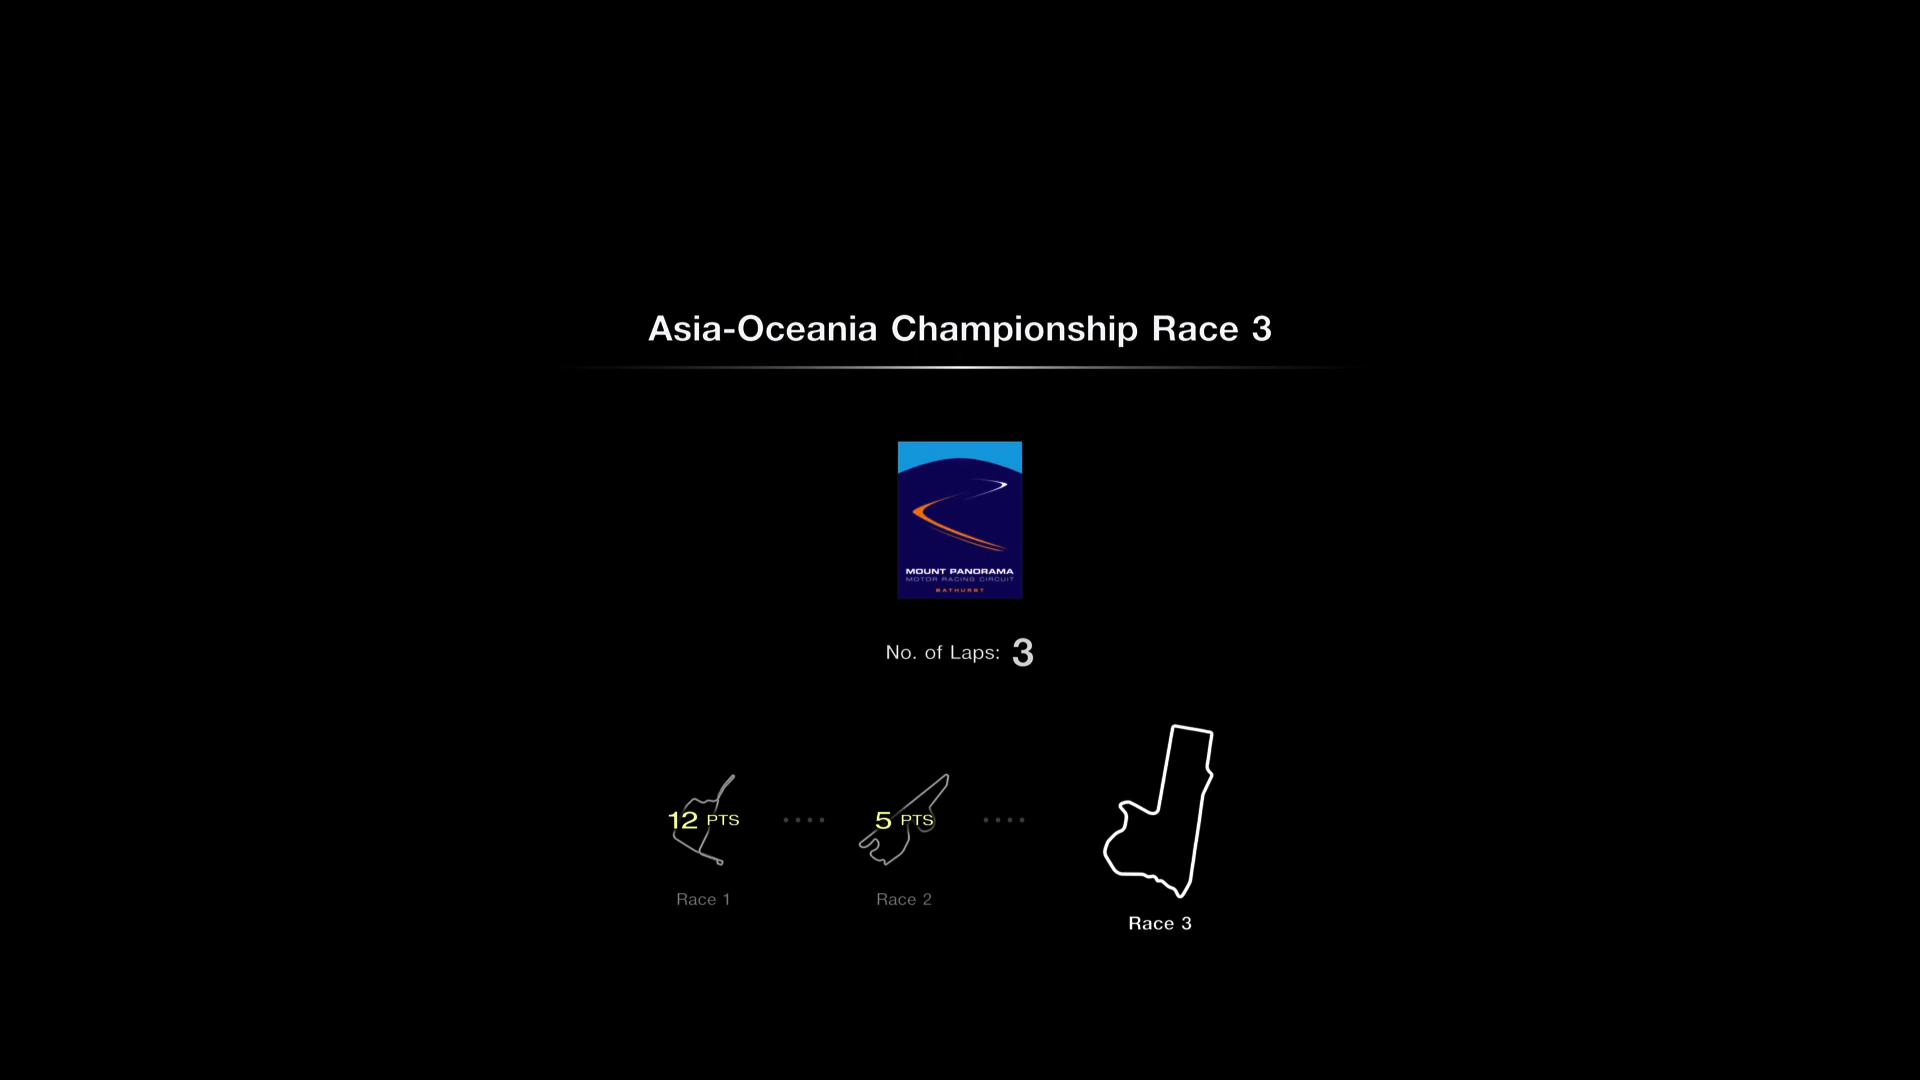 Asia-Oceania Championship Race 3
MOUNT PANORAMA
MOTOR RACING CIRCUIT
BATHURST
No. of Laps: 3
12 PTS
5 PTS
Race 1
Race 2
Race 3